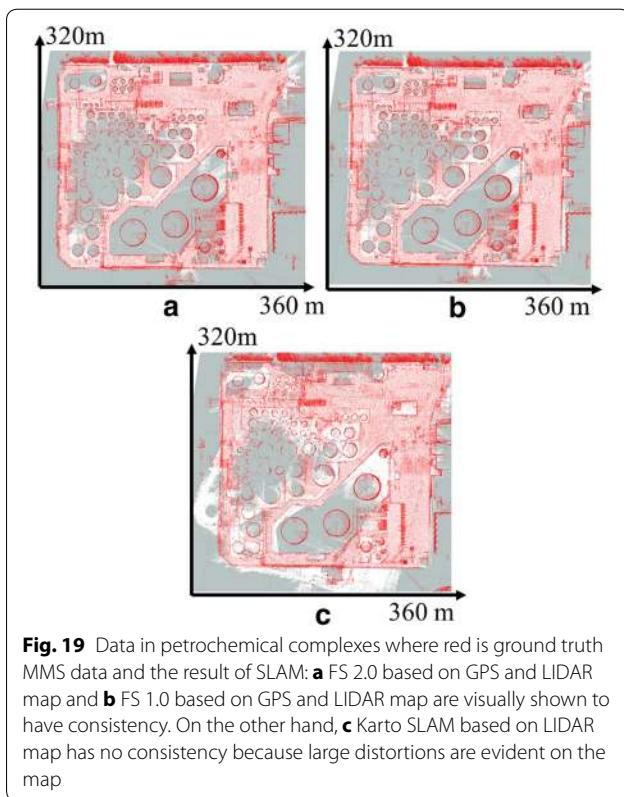 320m
320m
360 m
a
360 m
b
320m
360 m
c
Fig. 19 Data in petrochemical complexes where red is ground truth
MMS data and the result of SLAM: a FS 2.0 based on GPS and LIDAR
map and b FS 1.0 based on GPS and LIDAR map are visually shown to
have consistency. On the other hand, c Karto SLAM based on LIDAR
map has no consistency because large distortions are evident on the
map